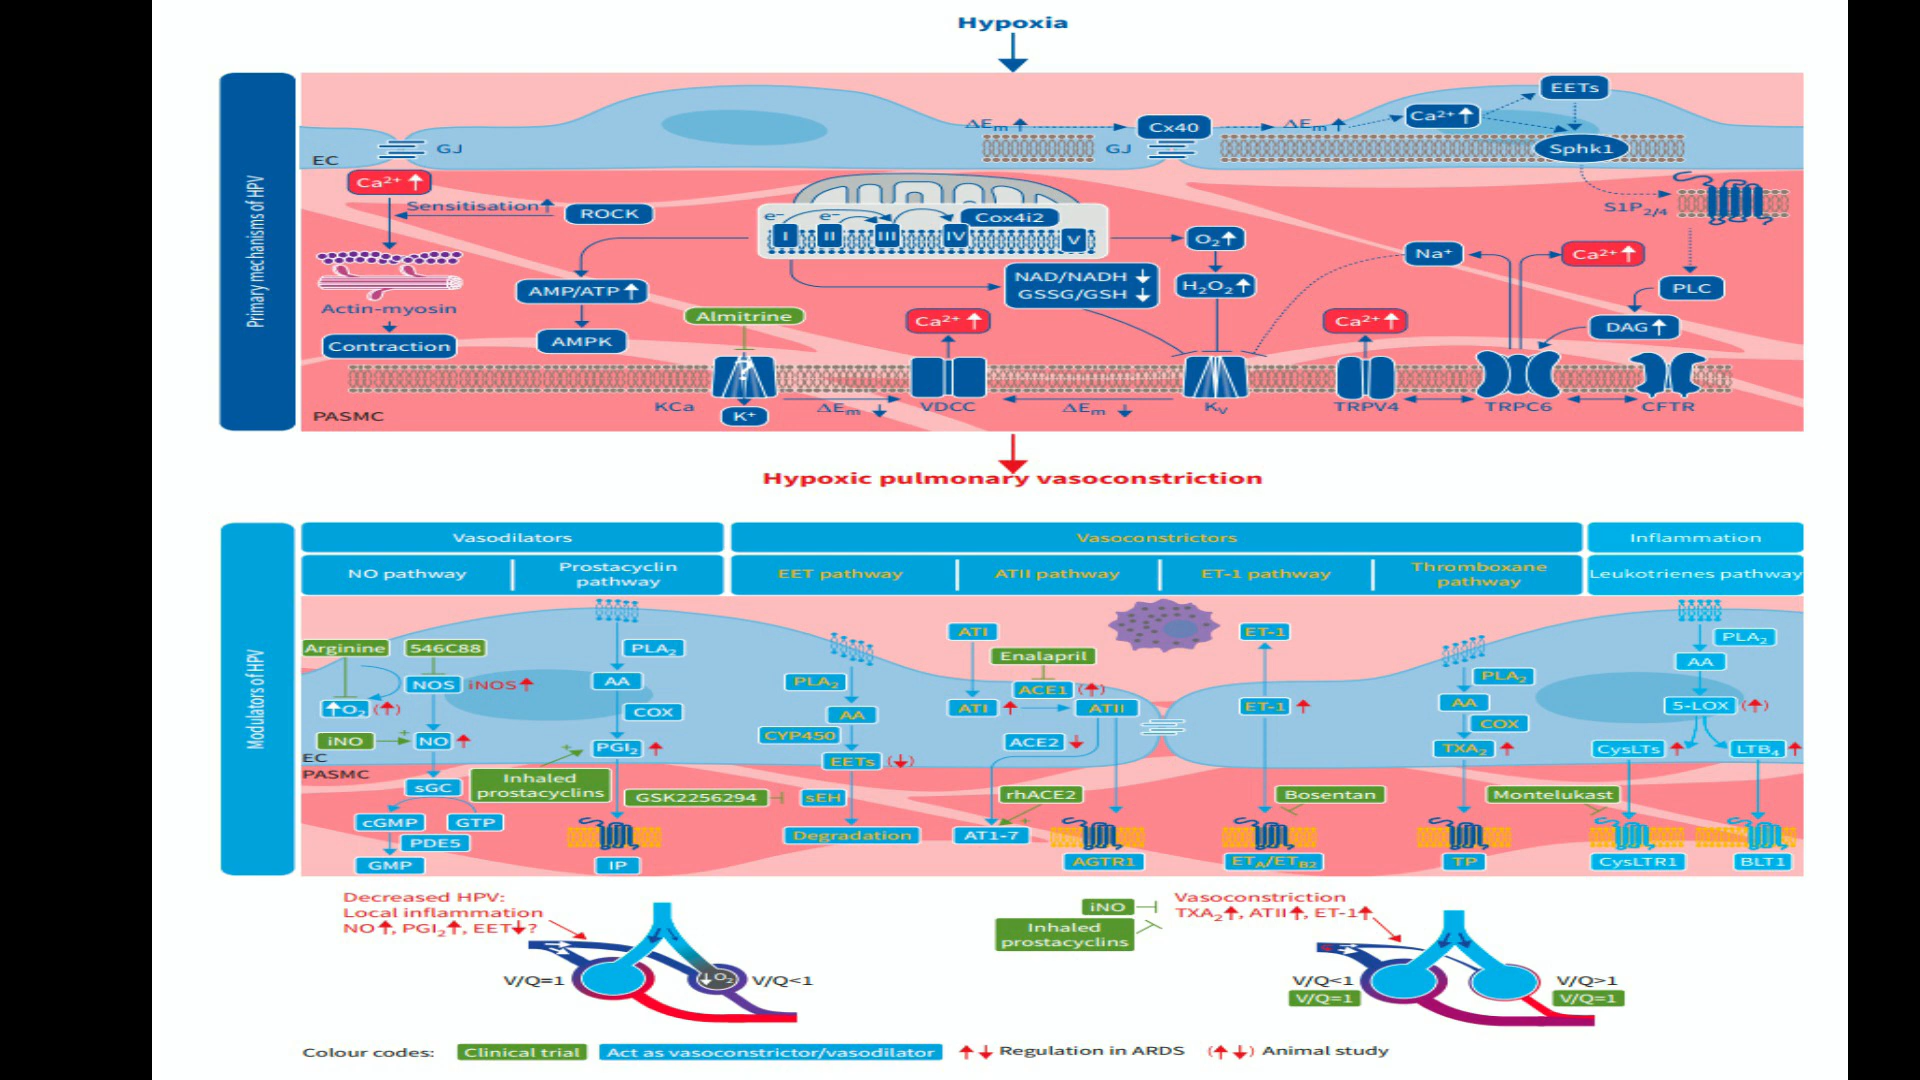 Hypoxia
Primary mechanisms of HPV
EETs
ΔEm ↑
Cx40
ΔEm ↑
Ca²⁺ ↑
GJ
GJ
Sphk1
EC
Ca²⁺ ↑
Sensitisation ↑
ROCK
e⁻
e⁻
Cox4i2
S1P2/4
I
II
III
IV
V
O₂ ↑
Na⁺
Ca²⁺ ↑
NAD/NADH ↓
GSSG/GSH ↓
H₂O₂ ↑
PLC
AMP/ATP ↑
Actin-myosin
Almitrine
Ca²⁺ ↑
Ca²⁺ ↑
DAG ↑
Contraction
AMPK
?
KCa
K⁺
ΔEm ↓
VDCC
ΔEm ↓
KV
TRPV4
TRPC6
CFTR
PASMC
Hypoxic pulmonary vasoconstriction
Modulators of HPV
Vasodilators
Vasoconstrictors
Inflammation
NO pathway
Prostacyclin
pathway
EET pathway
ATII pathway
ET-1 pathway
Thromboxane
pathway
Leukotrienes pathway
ATI
ET-1
PLA₂
Arginine
546C88
PLA₂
Enalapril
AA
NOS
iNOS ↑
AA
PLA₂
ACE1
(↑)
PLA₂
↑O₂
(↑)
COX
AA
ATI
↑
ATII
ET-1
↑
AA
5-LOX
(↑)
iNO
+
NO
↑
+
PGI₂
↑
CYP450
ACE2
↓
COX
TXA₂
↑
CysLTs
↑
LTB₄
↑
EC
EETs
(↓)
PASMC
sGC
Inhaled
prostacyclins
GSK2256294
sEH
rhACE2
Bosentan
Montelukast
cGMP
GTP
Degradation
AT1-7
+
PDE5
GMP
IP
AGTR1
ETA/ETB2
TP
CysLTR1
BLT1
Decreased HPV:
Local inflammation
NO↑, PGI₂↑, EET↓?
V/Q=1
↓O₂
V/Q<1
iNO
Inhaled
prostacyclins
Vasoconstriction
TXA₂↑, ATII↑, ET-1↑
V/Q<1
V/Q=1
V/Q>1
V/Q=1
Colour codes:
Clinical trial
Act as vasoconstrictor/vasodilator
↑↓ Regulation in ARDS
(↑↓) Animal study